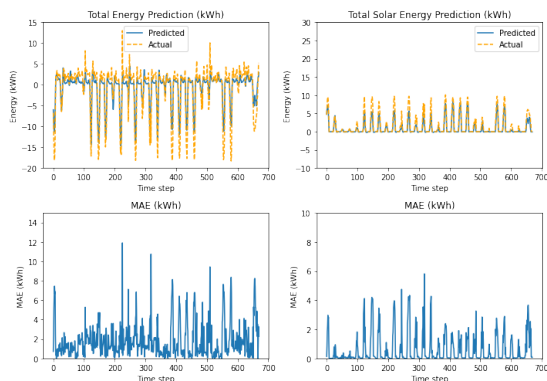 Total Energy Prediction (kWh)
Predicted
Actual
Energy (kWh)
15
10
5
0
−5
−10
−15
−20
0 100 200 300 400 500 600 700
Time step
Total Solar Energy Prediction (kWh)
Predicted
Actual
Energy (kWh)
30
25
20
15
10
5
0
−5
−10
0 100 200 300 400 500 600 700
Time step
MAE (kWh)
MAE (kWh)
14
12
10
8
6
4
2
0
0 100 200 300 400 500 600 700
Time step
MAE (kWh)
MAE (kWh)
10
8
6
4
2
0
0 100 200 300 400 500 600 700
Time step